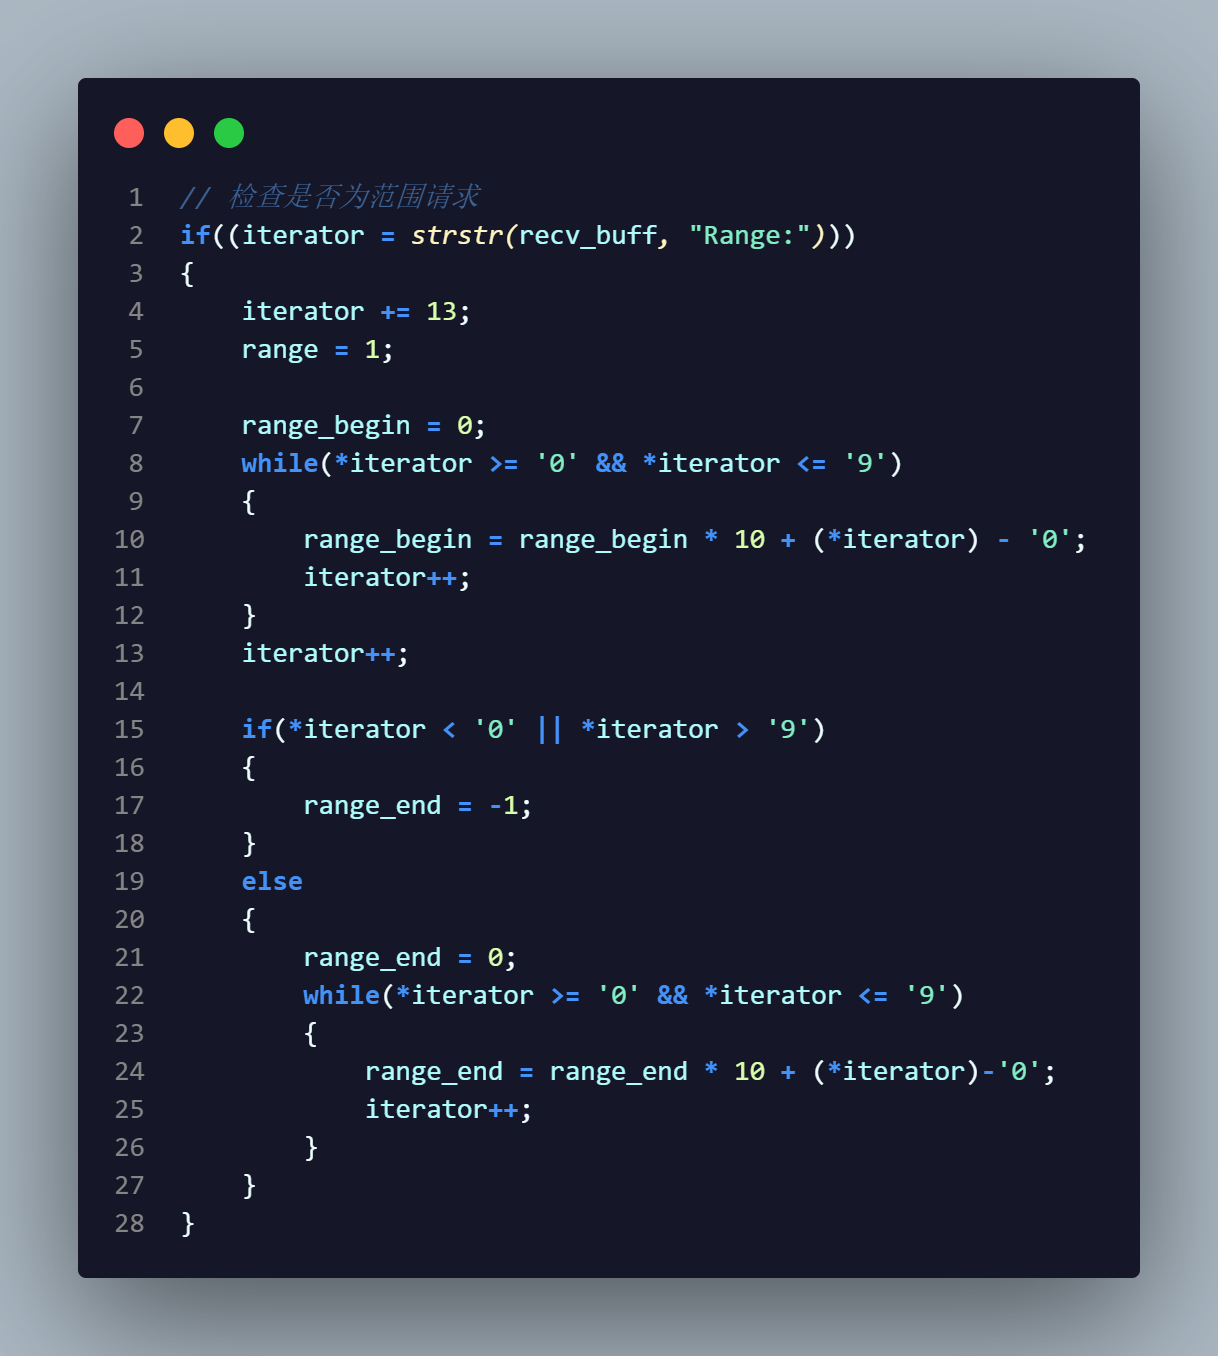 1 // 检查是否为范围请求
2 if((iterator = strstr(recv_buff, "Range:")))
3 {
4     iterator += 13;
5     range = 1;
6
7     range_begin = 0;
8     while(*iterator >= '0' && *iterator <= '9')
9     {
10         range_begin = range_begin * 10 + (*iterator) - '0';
11         iterator++;
12     }
13     iterator++;
14
15     if(*iterator < '0' || *iterator > '9')
16     {
17         range_end = -1;
18     }
19     else
20     {
21         range_end = 0;
22         while(*iterator >= '0' && *iterator <= '9')
23         {
24             range_end = range_end * 10 + (*iterator)-'0';
25             iterator++;
26         }
27     }
28 }